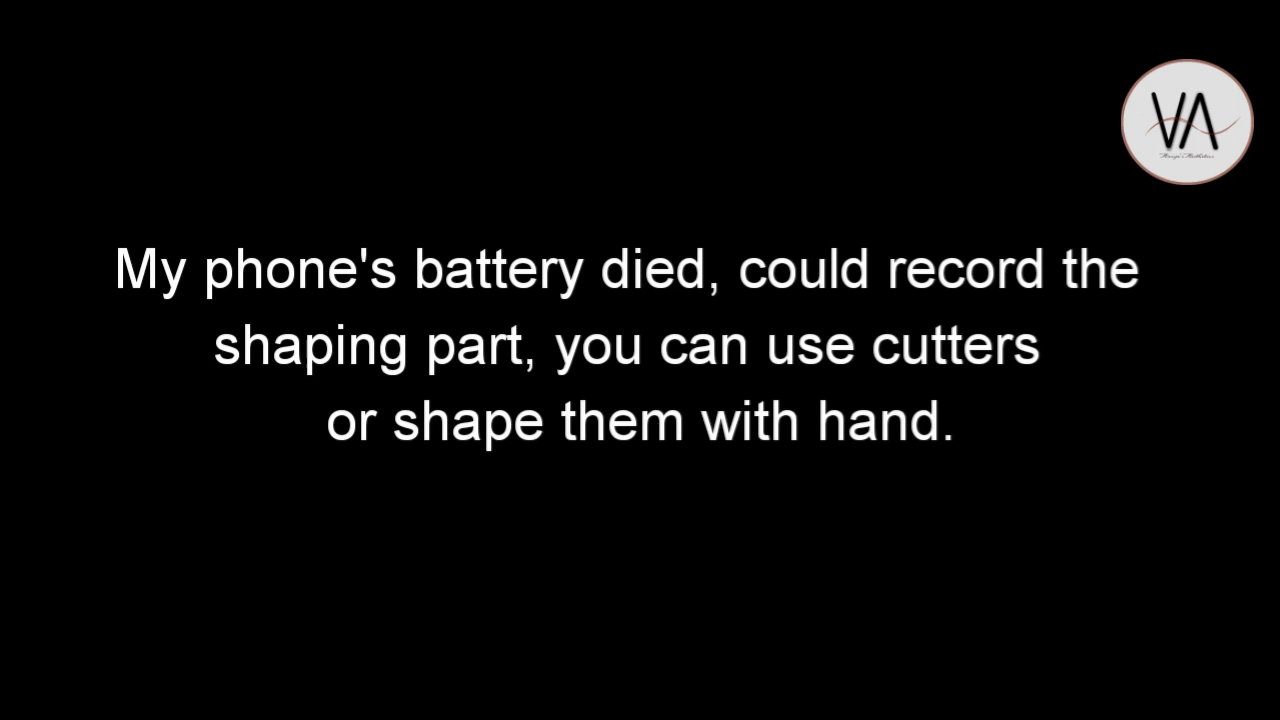 VA
My phone's battery died, could record the
shaping part, you can use cutters
or shape them with hand.